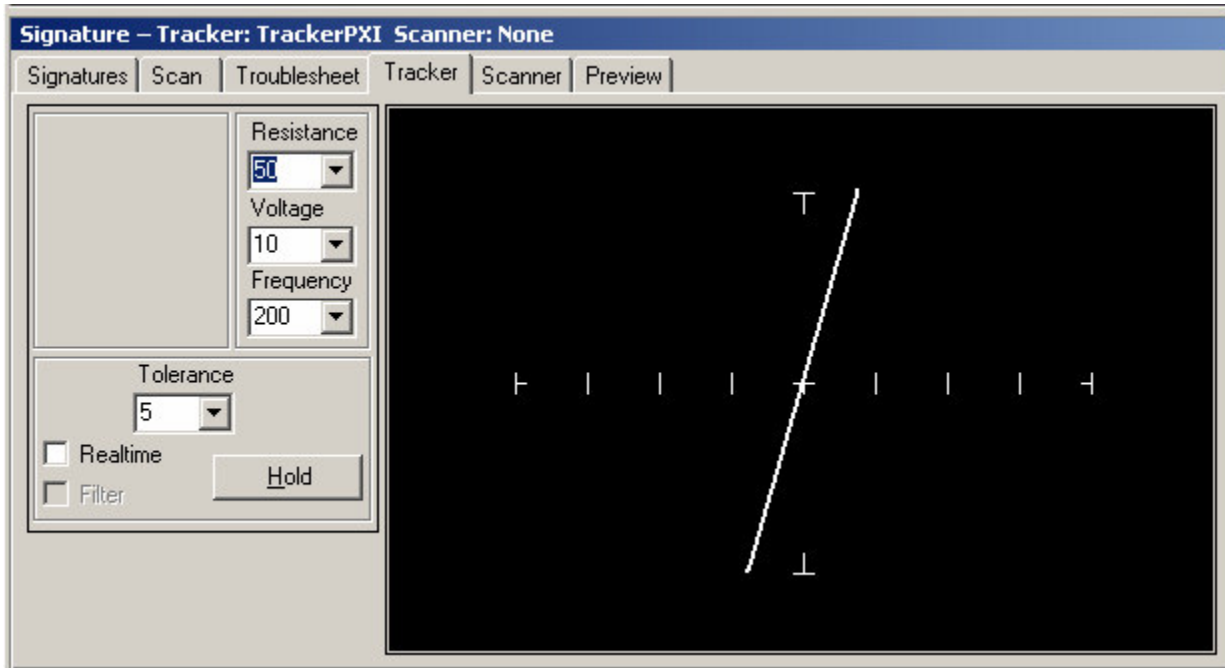 Signature – Tracker: TrackerPXI  Scanner: None
Signatures Scan Troublesheet Tracker Scanner Preview
Resistance
50
Voltage
10
Frequency
200
Tolerance
5
Realtime
Filter
Hold